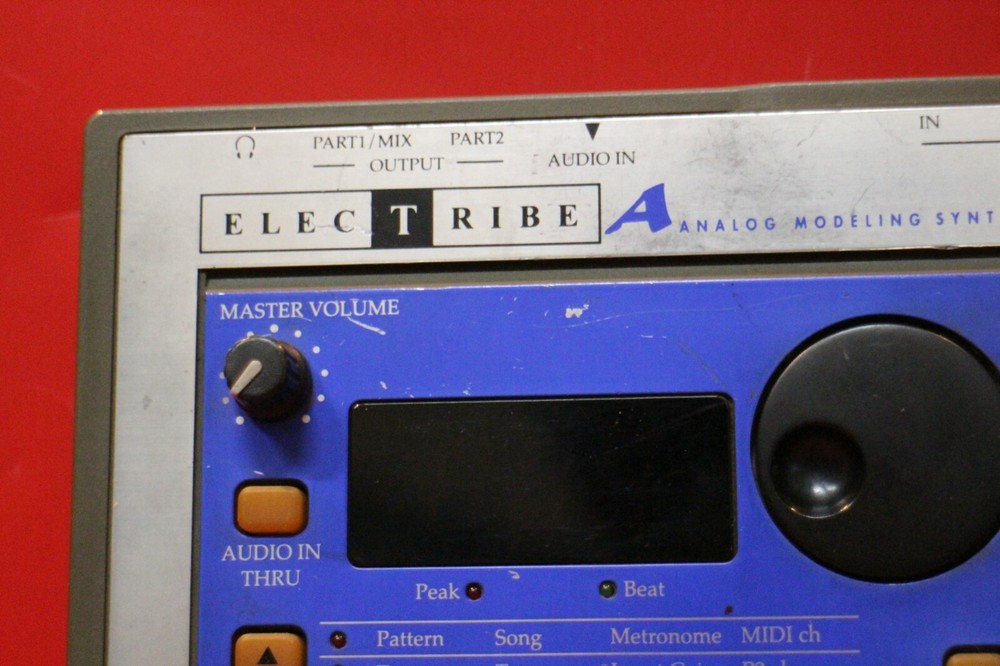 PART1/MIX PART2 IN
OUTPUT AUDIO IN
ELECTRIBE A ANALOG MODELING SYNT
MASTER VOLUME
AUDIO IN
THRU
Peak Beat
Pattern Song Metronome MIDI ch